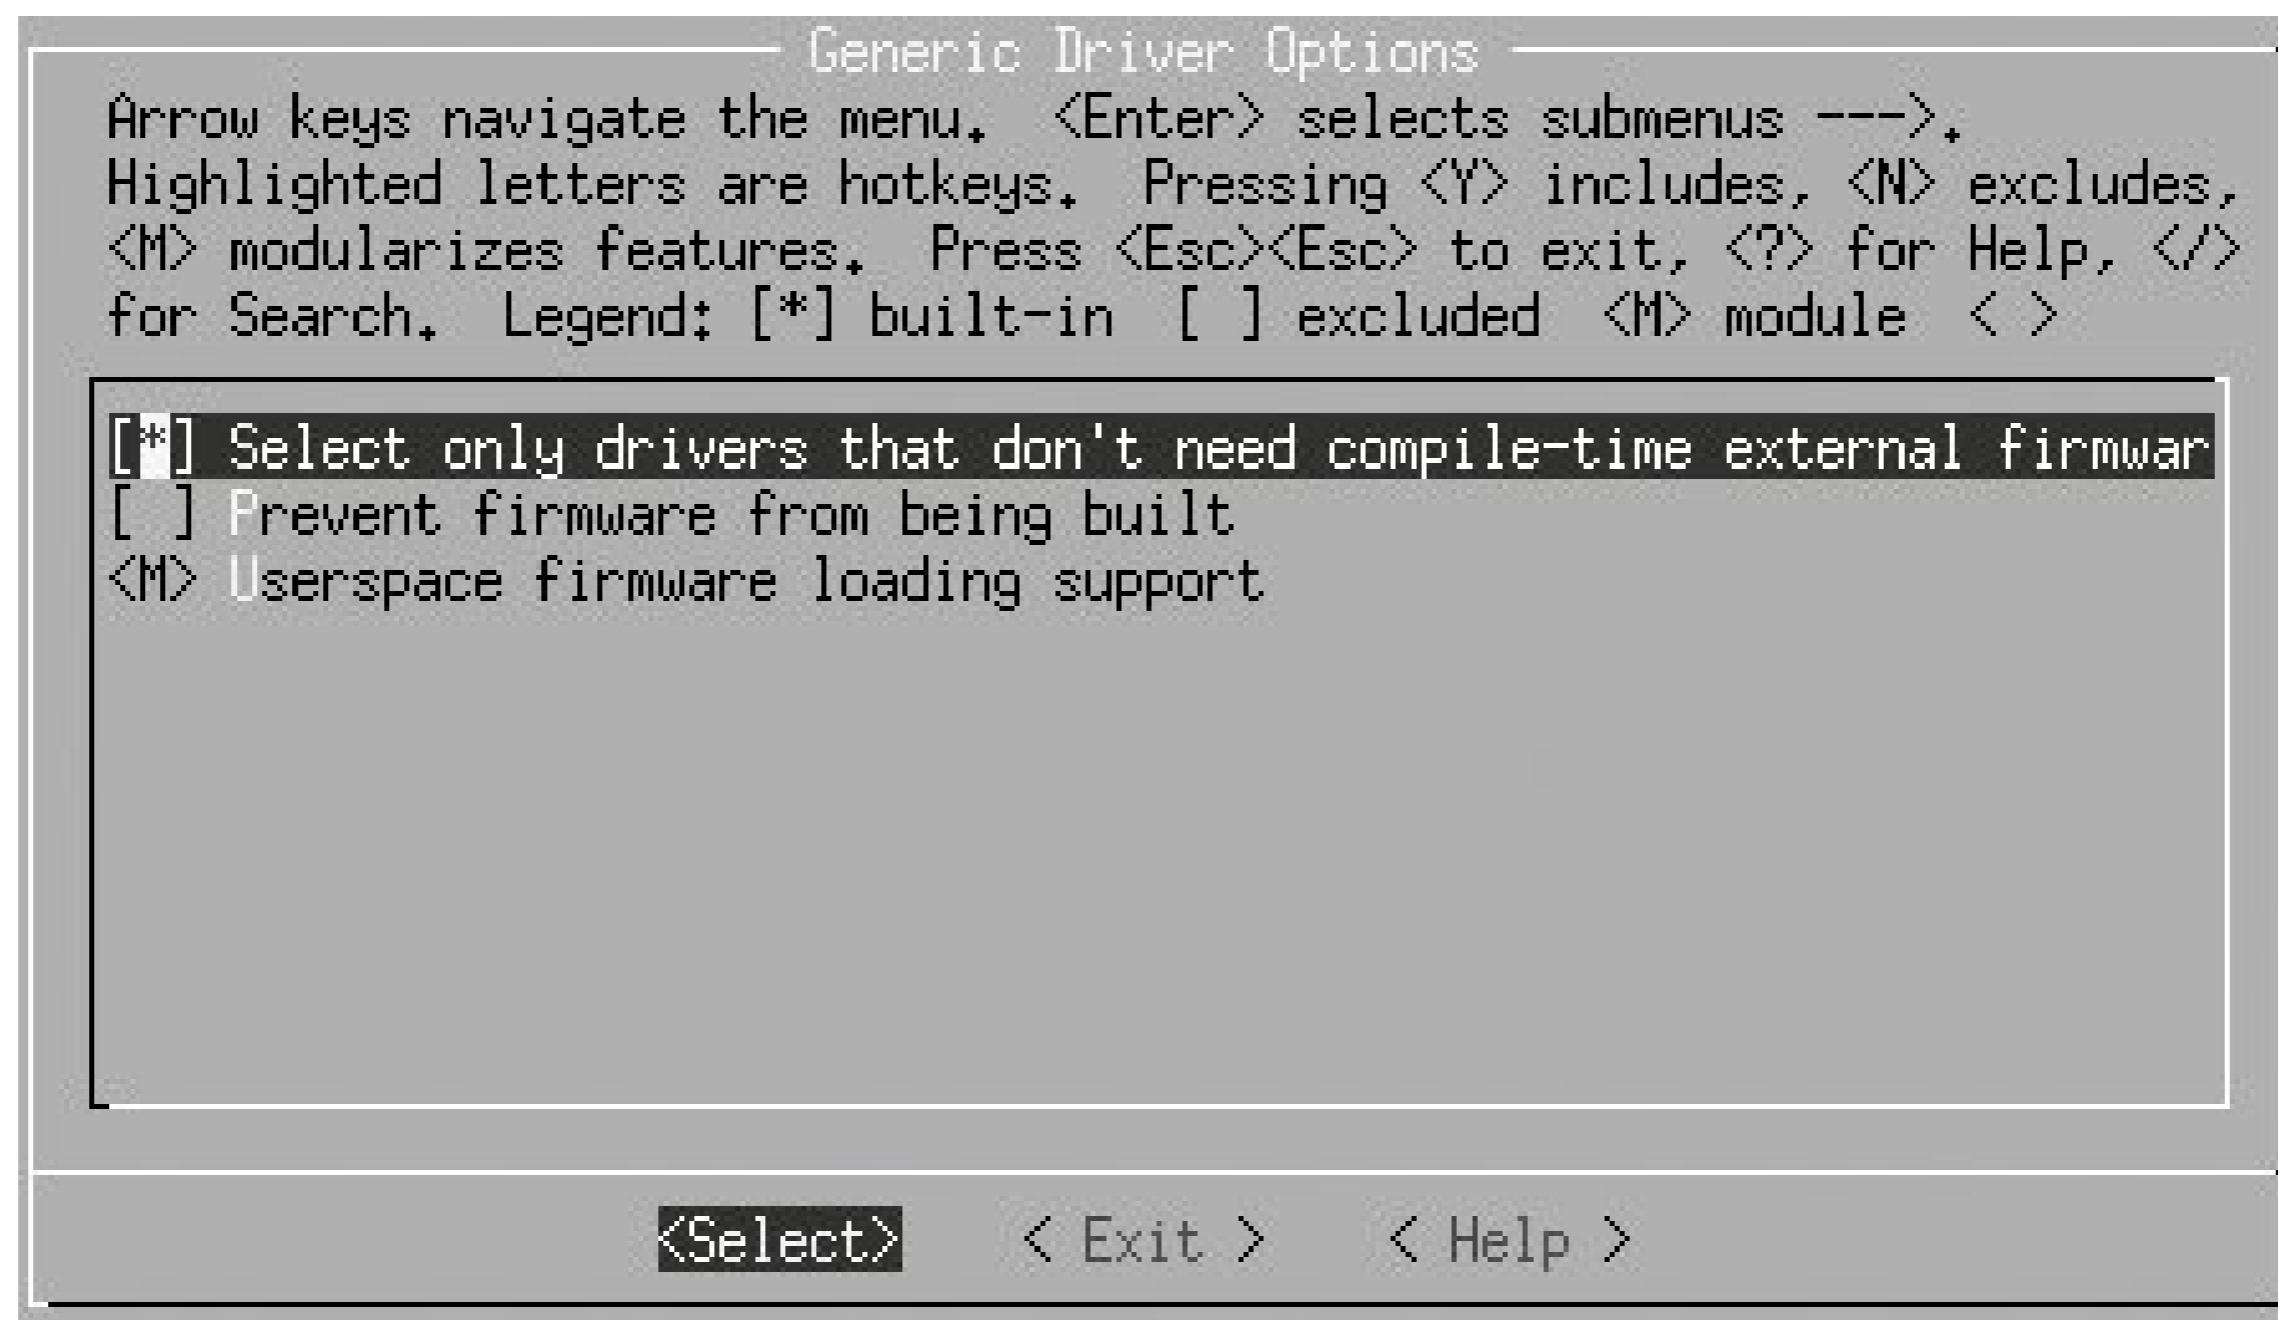 Generic Driver Options
Arrow keys navigate the menu.  <Enter> selects submenus --->.
Highlighted letters are hotkeys.  Pressing <Y> includes, <N> excludes,
<M> modularizes features.  Press <Esc><Esc> to exit, <?> for Help, </>
for Search.  Legend: [*] built-in  [ ] excluded  <M> module  < >
[*] Select only drivers that don't need compile-time external firmwar
[ ] Prevent firmware from being built
<M> Userspace firmware loading support
<Select>    < Exit >    < Help >